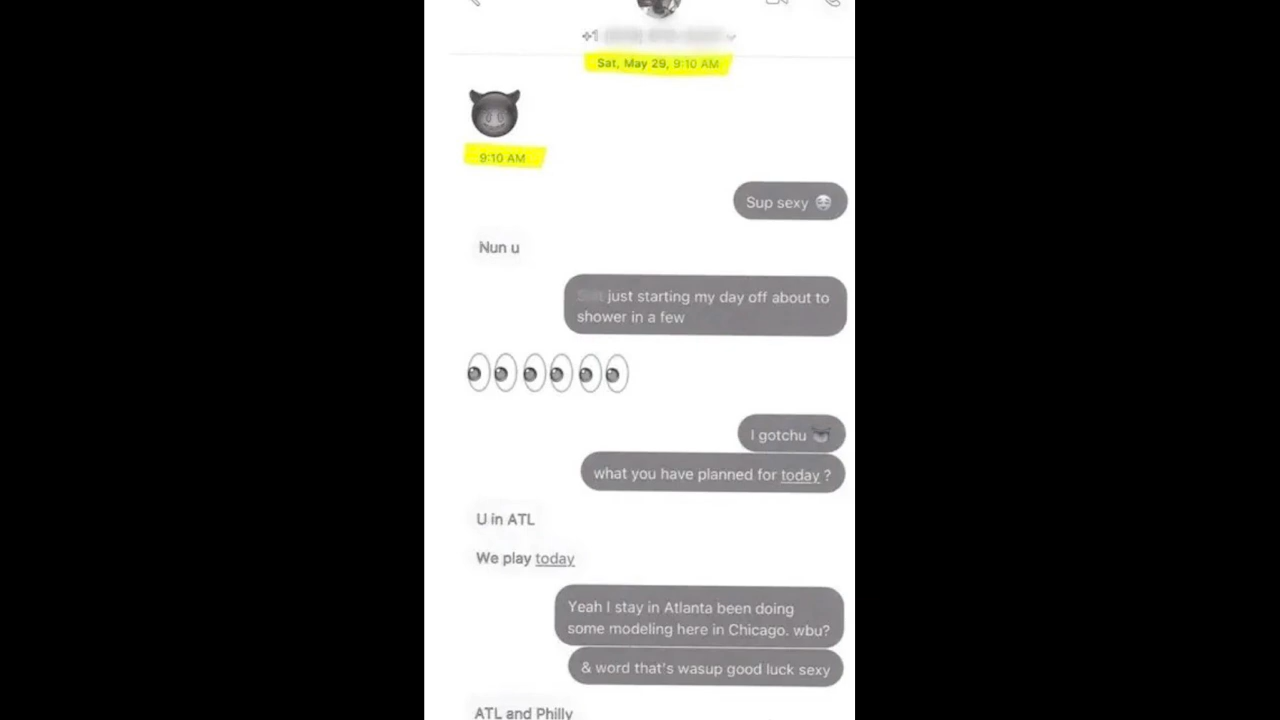 +1
Sat, May 29, 9:10 AM
😈
9:10 AM
Sup sexy
Nun u
just starting my day off about to
shower in a few
👀👀👀
I gotchu
what you have planned for today ?
U in ATL
We play today
Yeah I stay in Atlanta been doing
some modeling here in Chicago. wbu?
& word that's wasup good luck sexy
ATL and Philly